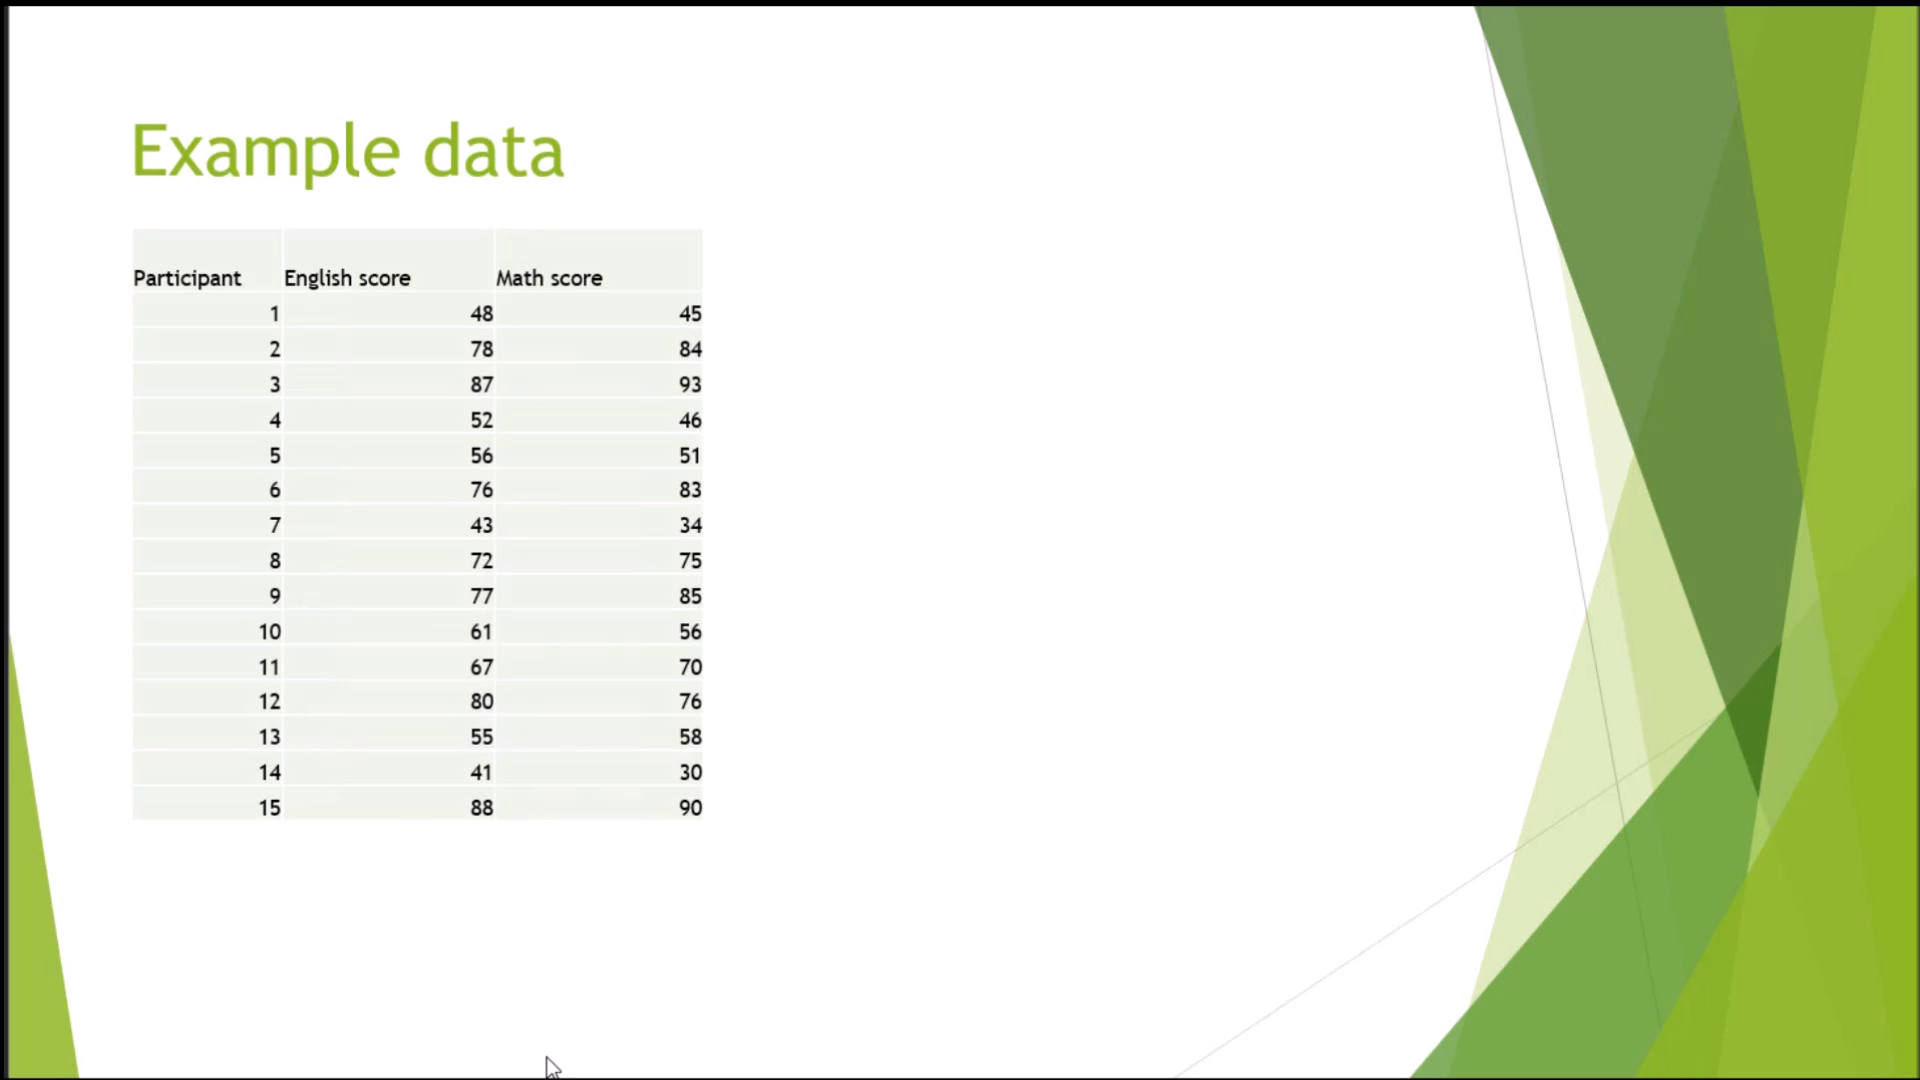 Example data
Participant English score Math score
1 48 45
2 78 84
3 87 93
4 52 46
5 56 51
6 76 83
7 43 34
8 72 75
9 77 85
10 61 56
11 67 70
12 80 76
13 55 58
14 41 30
15 88 90